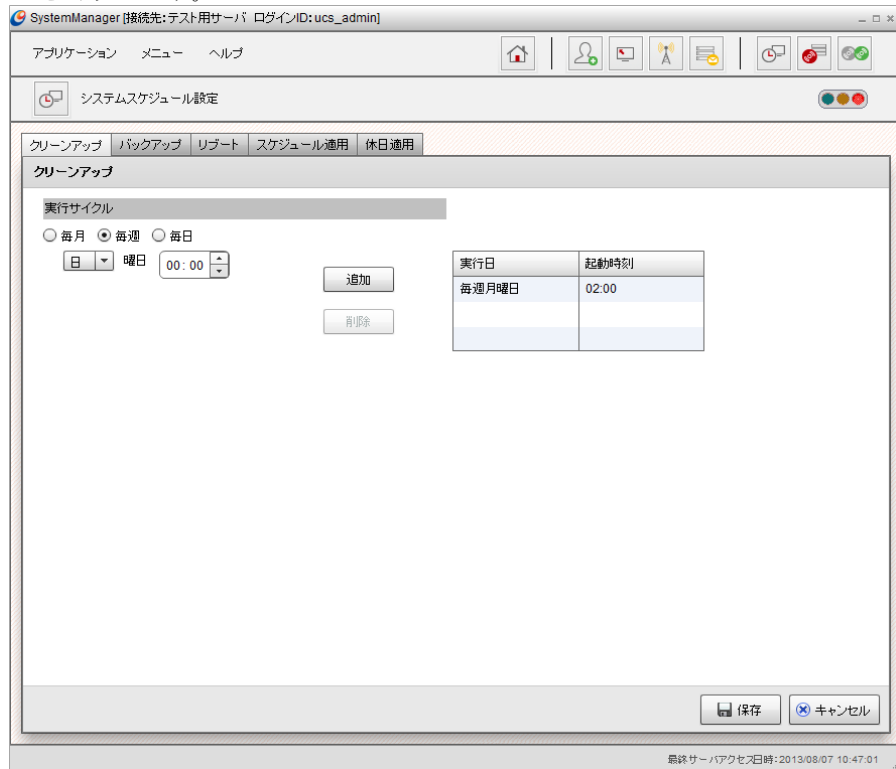 SystemManager [接続先:テスト用サーバ ログインID:ucs_admin]
アプリケーション メニュー ヘルプ
システムスケジュール設定
クリーンアップ バックアップ リブート スケジュール適用 休日適用
クリーンアップ
実行サイクル
毎月 毎週 毎日
日 曜日 00:00
追加
削除
実行日 起動時刻
毎週月曜日 02:00
保存 キャンセル
最終サーバアクセス日時:2013/08/07 10:47:01